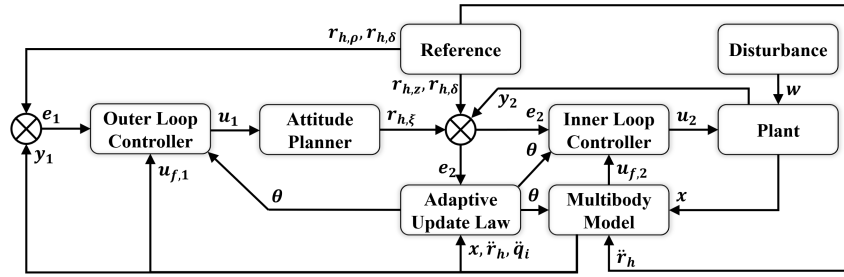 r_{h,ρ}, r_{h,δ}
Reference
Disturbance
r_{h,z}, r_{h,δ}
y_2
w
e_1
Outer Loop
Controller
u_1
Attitude
Planner
r_{h,ξ}
e_2
Inner Loop
Controller
u_2
Plant
y_1
u_{f,1}
e_2
θ
u_{f,2}
θ
Adaptive
Update Law
θ
Multibody
Model
x
x, r̈_h, q̈_i
r̈_h